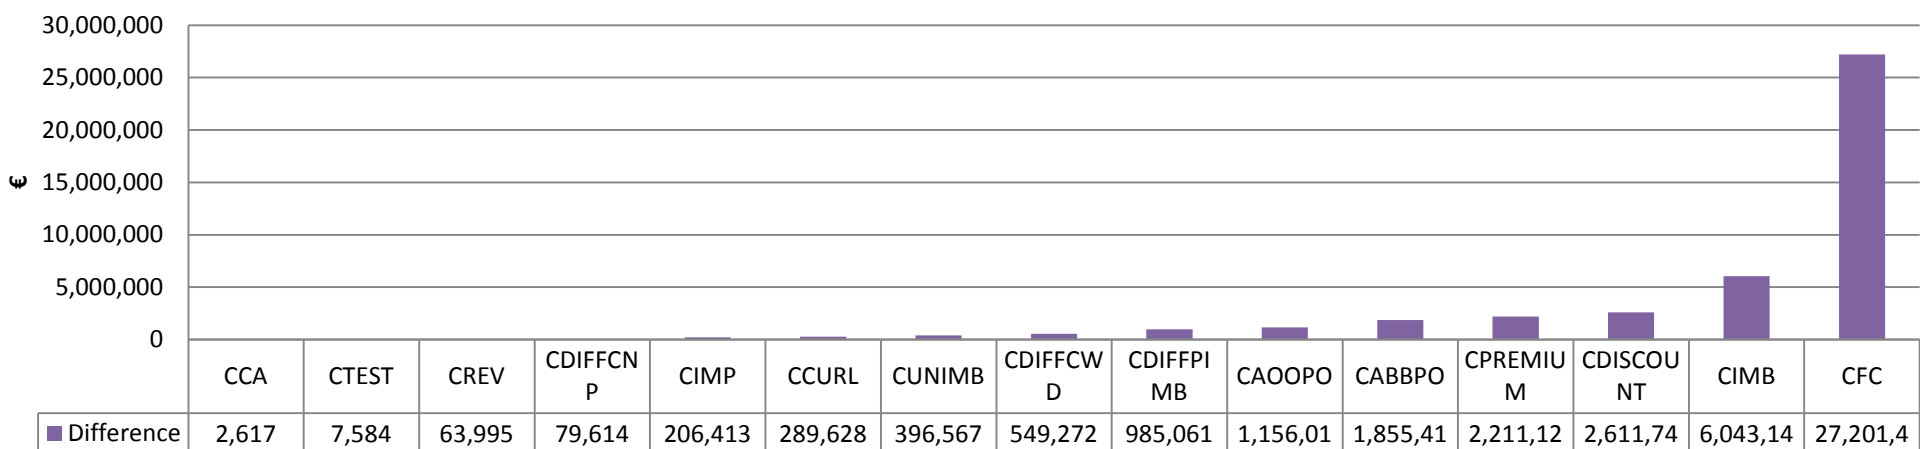 30,000,000
25,000,000
20,000,000
15,000,000
10,000,000
5,000,000
0
€
CCA CTEST CREV CDIFFCN CIMP CCURL CUNIMB CDIFFCW CDIFFPI CAOOPO CABBPO CPREMIU CDISCOU CIMB CFC
P D MB M NT
Difference 2,617 7,584 63,995 79,614 206,413 289,628 396,567 549,272 985,061 1,156,01 1,855,41 2,211,12 2,611,74 6,043,14 27,201,4